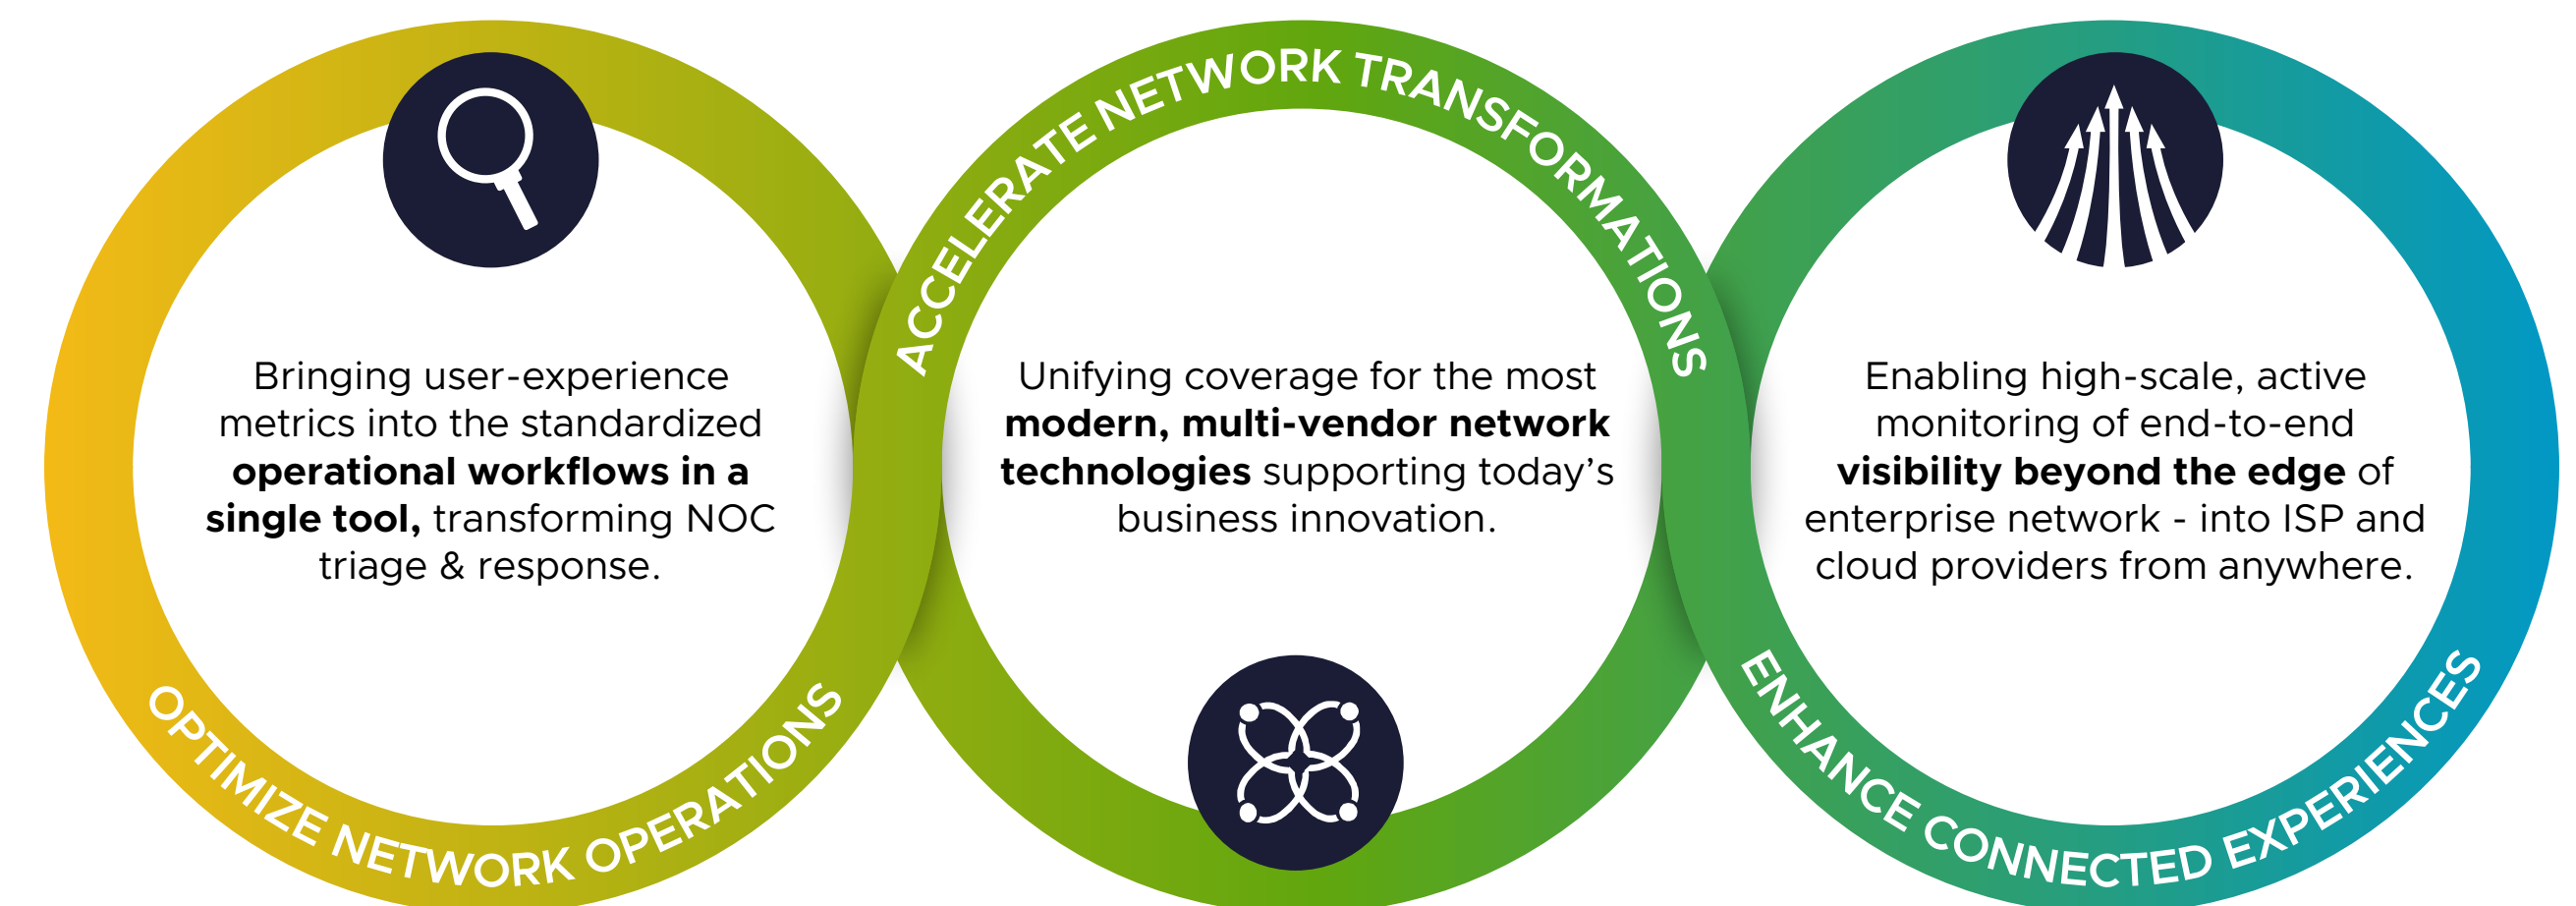 Bringing user-experience
metrics into the standardized
operational workflows in a
single tool, transforming NOC
triage & response.
OPTIMIZE NETWORK OPERATIONS
ACCELERATE NETWORK TRANSFORMATIONS
Unifying coverage for the most
modern, multi-vendor network
technologies supporting today’s
business innovation.
Enabling high-scale, active
monitoring of end-to-end
visibility beyond the edge of
enterprise network - into ISP and
cloud providers from anywhere.
ENHANCE CONNECTED EXPERIENCES